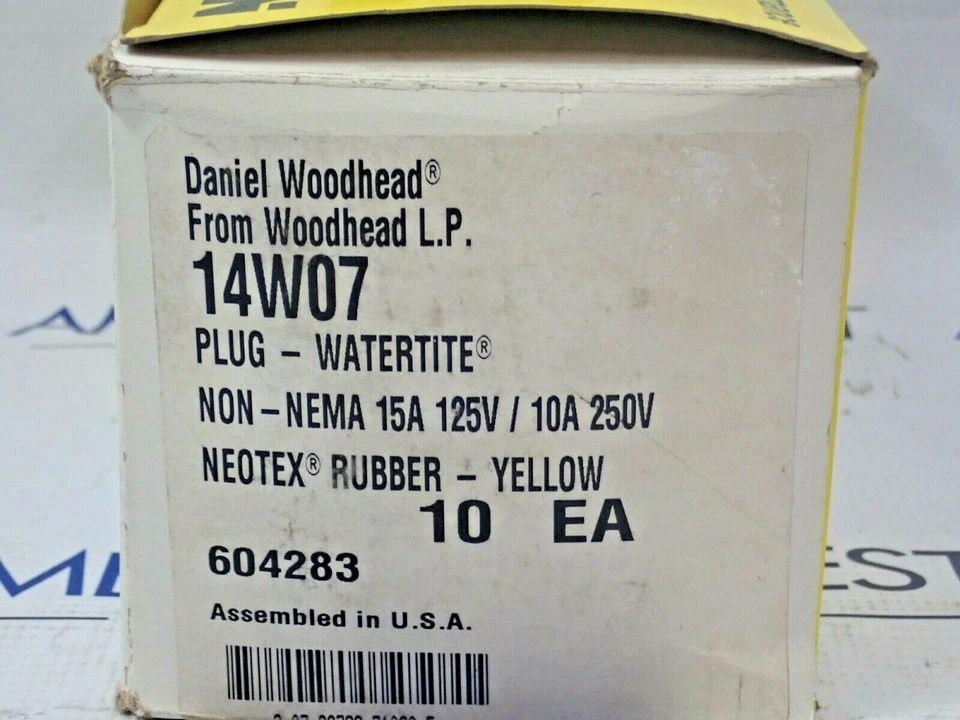 Daniel Woodhead®
From Woodhead L.P.
14W07
PLUG – WATERTITE®
NON–NEMA 15A 125V / 10A 250V
NEOTEX® RUBBER – YELLOW
10 EA
604283
Assembled in U.S.A.